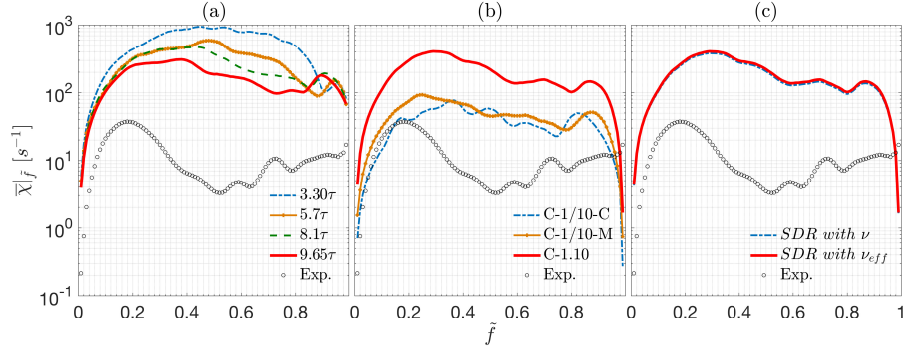 (a) (b) (c)
10^3
10^2
10^1
10^0
10^-1
\overline{χ}|_{\tilde{f}} [s^{-1}]
3.30τ
5.7τ
8.1τ
9.65τ
Exp.
C-1/10-C
C-1/10-M
C-1.10
Exp.
SDR with ν
SDR with ν_{eff}
Exp.
0 0.2 0.4 0.6 0.8 0 0.2 0.4 0.6 0.8 0 0.2 0.4 0.6 0.8 1
\tilde{f}